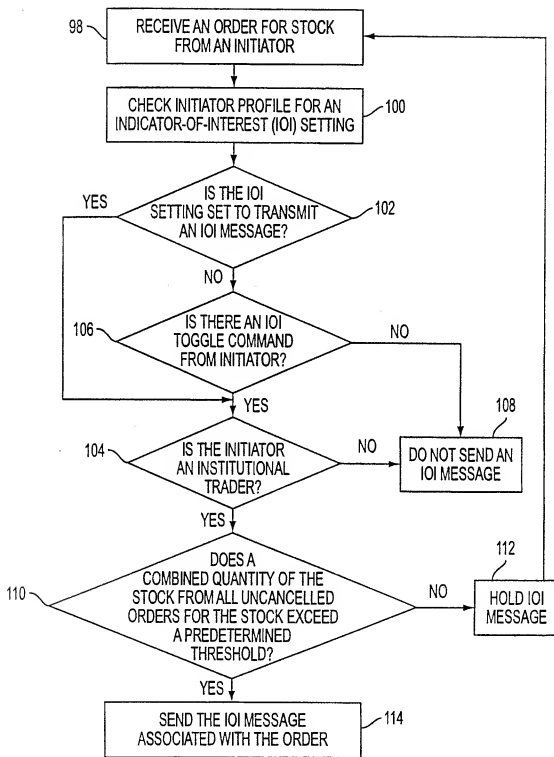 98
RECEIVE AN ORDER FOR STOCK
FROM AN INITIATOR
CHECK INITIATOR PROFILE FOR AN
INDICATOR-OF-INTEREST (IOI) SETTING
100
YES
IS THE IOI
SETTING SET TO TRANSMIT
AN IOI MESSAGE?
102
NO
106
IS THERE AN IOI
TOGGLE COMMAND
FROM INITIATOR?
NO
YES
108
104
IS THE INITIATOR
AN INSTITUTIONAL
TRADER?
NO
DO NOT SEND AN
IOI MESSAGE
YES
110
DOES A
COMBINED QUANTITY OF THE
STOCK FROM ALL UNCANCELLED
ORDERS FOR THE STOCK EXCEED
A PREDETERMINED
THRESHOLD?
NO
112
HOLD IOI
MESSAGE
YES
SEND THE IOI MESSAGE
ASSOCIATED WITH THE ORDER
114